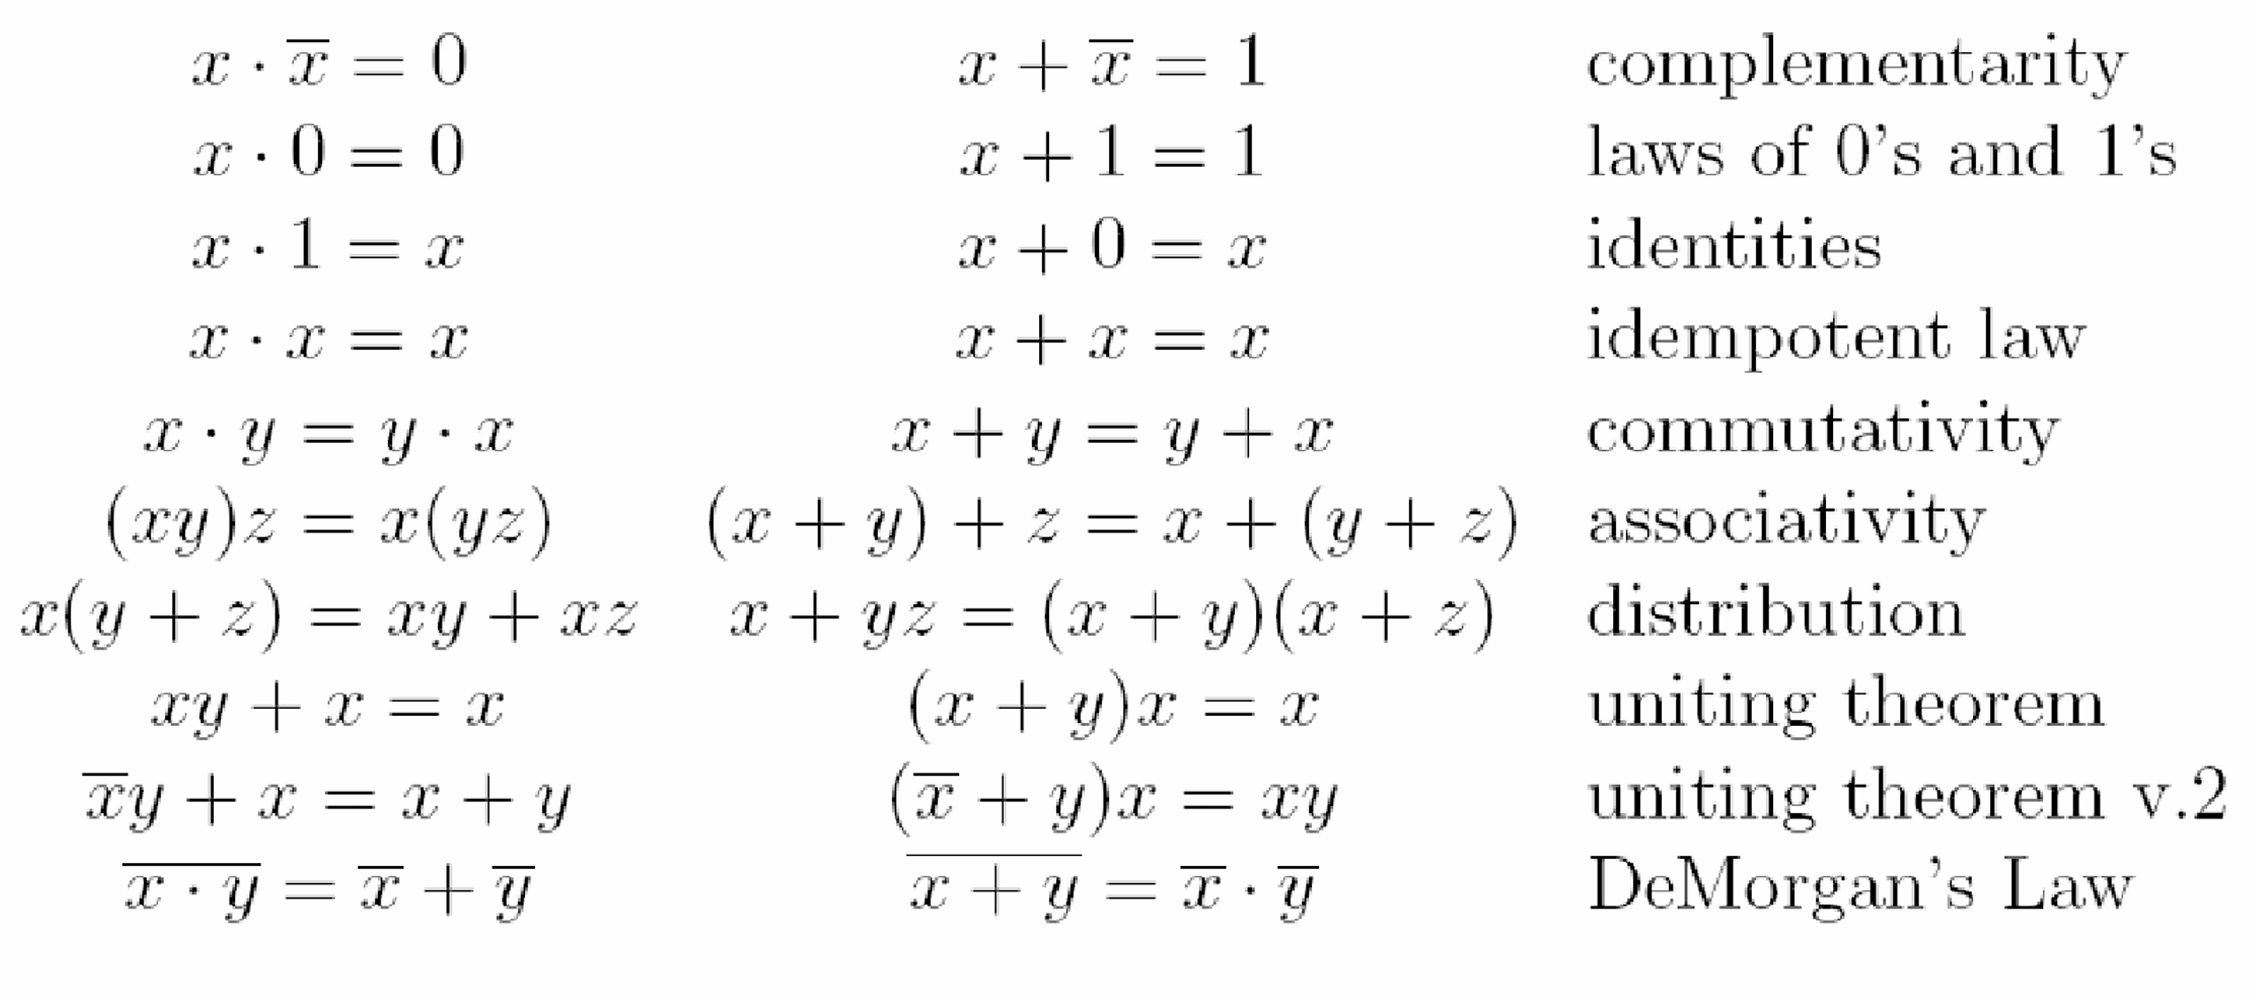 x · x̅ = 0 x + x̅ = 1 complementarity
x · 0 = 0 x + 1 = 1 laws of 0's and 1's
x · 1 = x x + 0 = x identities
x · x = x x + x = x idempotent law
x · y = y · x x + y = y + x commutativity
(xy)z = x(yz) (x + y) + z = x + (y + z) associativity
x(y + z) = xy + xz x + yz = (x + y)(x + z) distribution
xy + x = x (x + y)x = x uniting theorem
x̅y + x = x + y (x̅ + y)x = xy uniting theorem v.2
x̅ ·̅ y̅ = x̅ + y̅ x̅ +̅ y̅ = x̅ · y̅ DeMorgan's Law